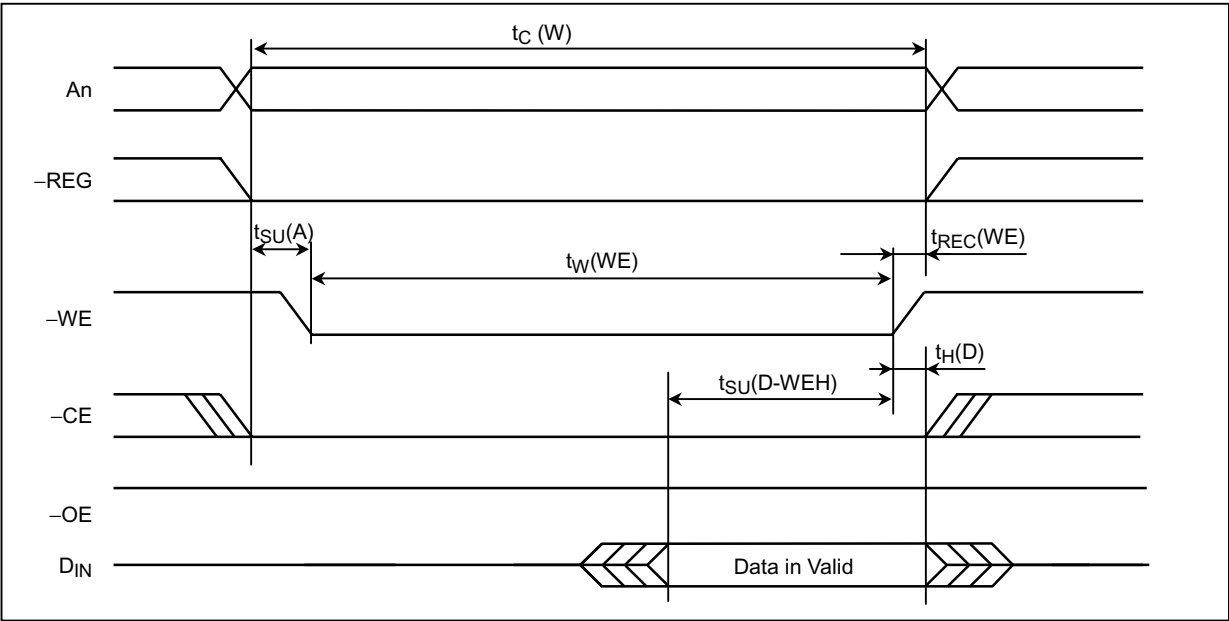 tC (W)
An
–REG
tSU(A)
tREC(WE)
tW(WE)
–WE
tH(D)
tSU(D-WEH)
–CE
–OE
DIN
Data in Valid